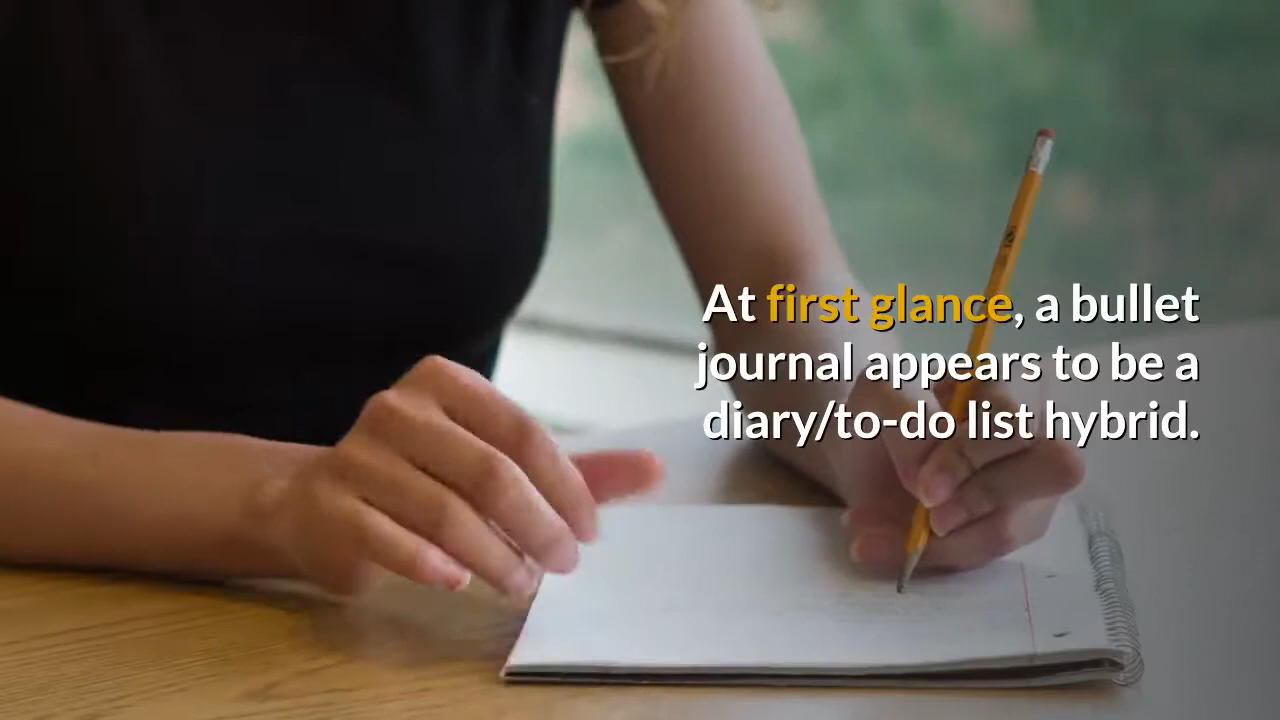 At first glance, a bullet
journal appears to be a
diary/to-do list hybrid.